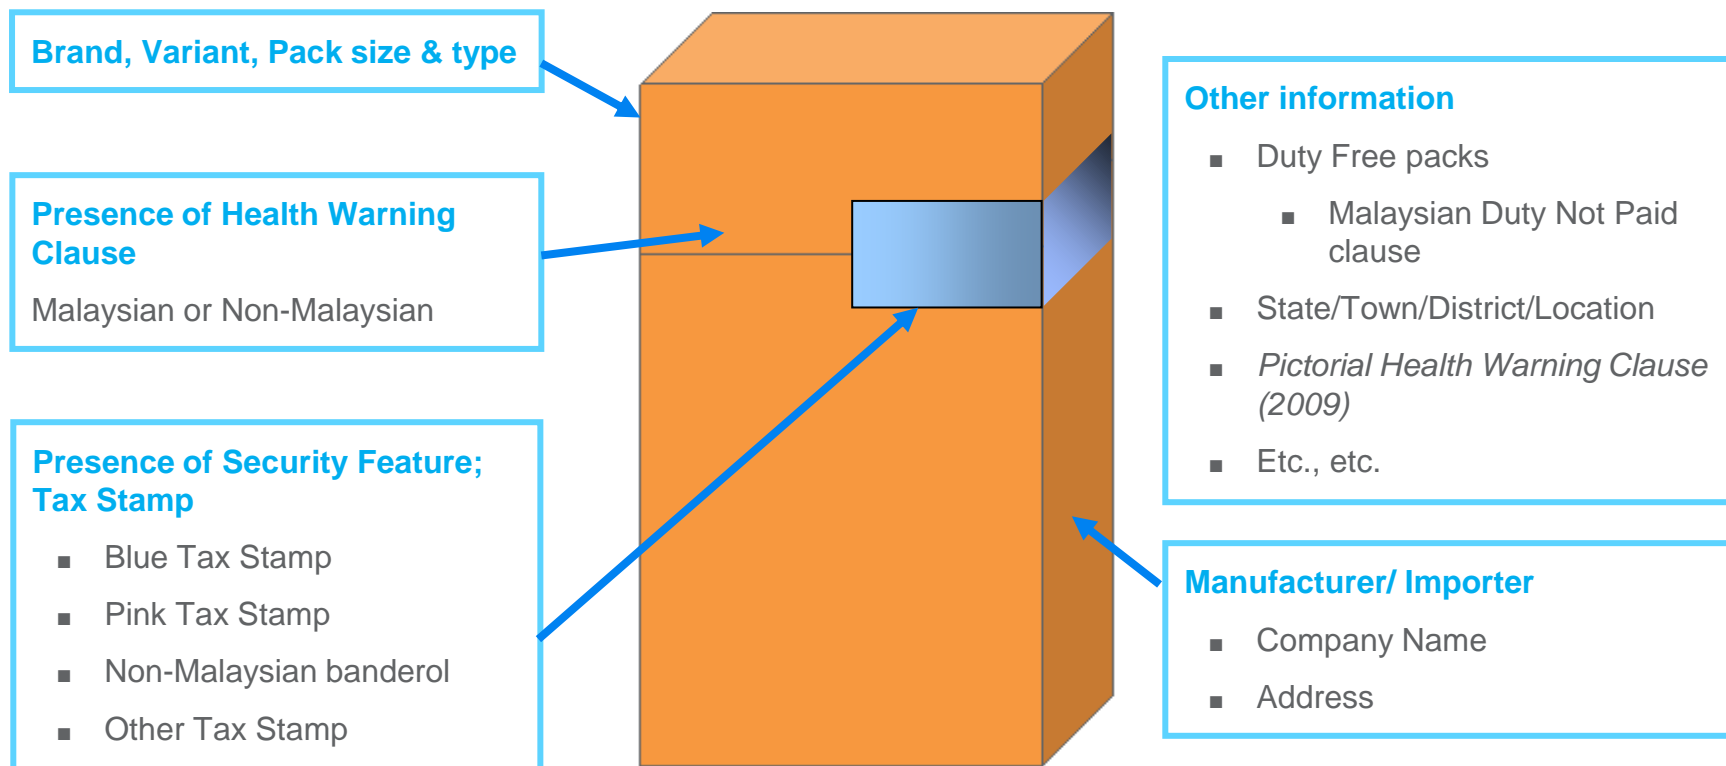 Brand, Variant, Pack size & type
Presence of Health Warning
Clause
Malaysian or Non-Malaysian
Presence of Security Feature;
Tax Stamp
■ Blue Tax Stamp
■ Pink Tax Stamp
■ Non-Malaysian banderol
■ Other Tax Stamp
Other information
■ Duty Free packs
■ Malaysian Duty Not Paid
clause
■ State/Town/District/Location
■ Pictorial Health Warning Clause
(2009)
■ Etc., etc.
Manufacturer/ Importer
■ Company Name
■ Address